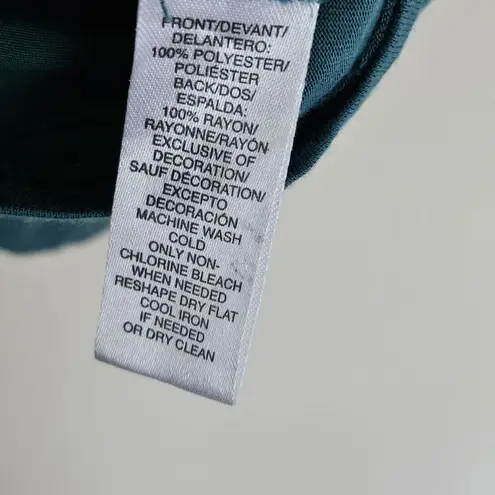 FRONT/DEVANT/
DELANTERO:
100% POLYESTER/
POLIÉSTER
BACK/DOS/
ESPALDA:
100% RAYON/
RAYONNE/RAYÓN
EXCLUSIVE OF
DECORATION/
SAUF DÉCORATION/
EXCEPTO
DECORACIÓN
MACHINE WASH
COLD
ONLY NON-
CHLORINE BLEACH
WHEN NEEDED
RESHAPE DRY FLAT
COOL IRON
IF NEEDED
OR DRY CLEAN